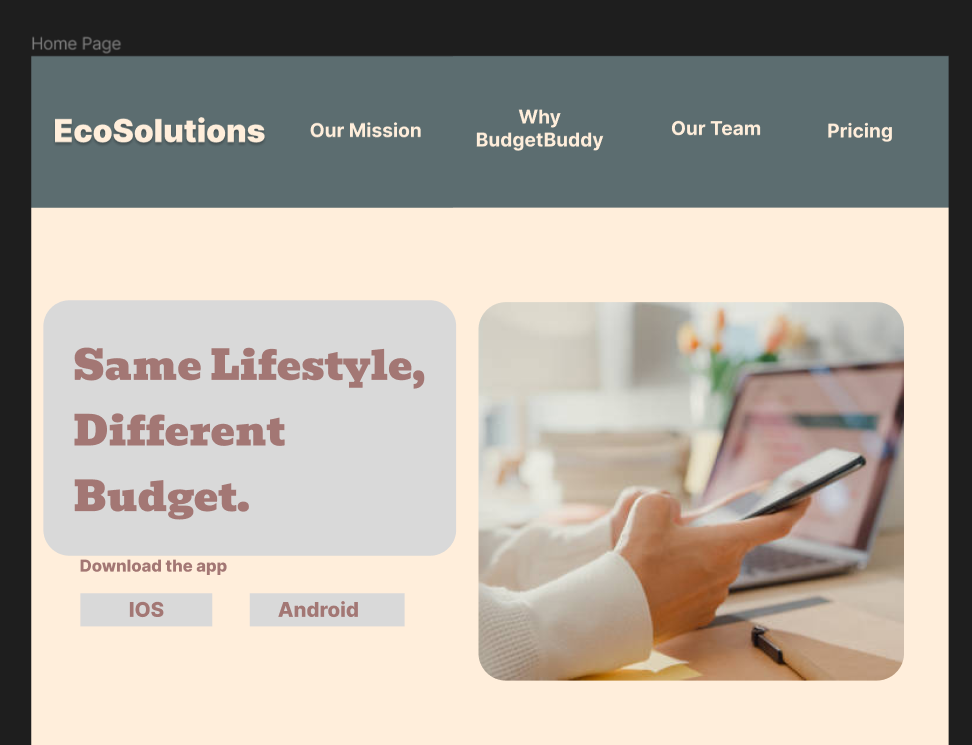 Home Page
EcoSolutions
Our Mission
Why
BudgetBuddy
Our Team
Pricing
Same Lifestyle,
Different
Budget.
Download the app
IOS
Android